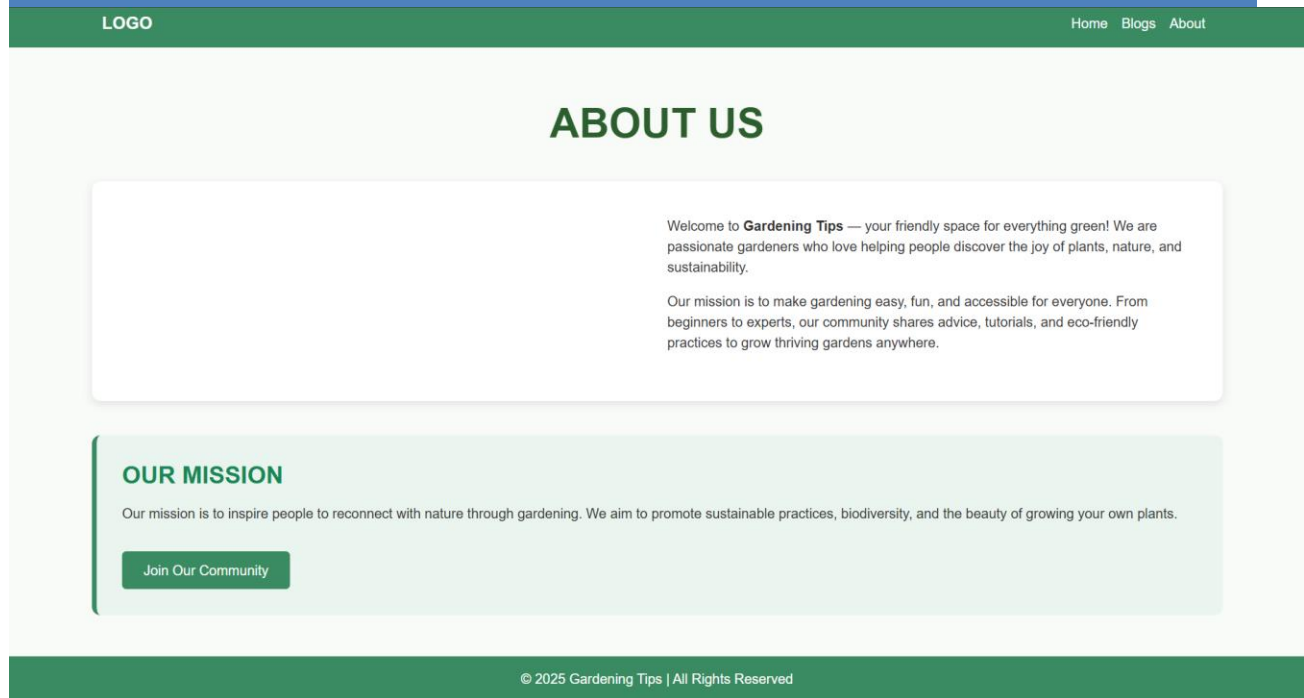 LOGO
Home Blogs About
ABOUT US
Welcome to Gardening Tips — your friendly space for everything green! We are
passionate gardeners who love helping people discover the joy of plants, nature, and
sustainability.
Our mission is to make gardening easy, fun, and accessible for everyone. From
beginners to experts, our community shares advice, tutorials, and eco-friendly
practices to grow thriving gardens anywhere.
OUR MISSION
Our mission is to inspire people to reconnect with nature through gardening. We aim to promote sustainable practices, biodiversity, and the beauty of growing your own plants.
Join Our Community
© 2025 Gardening Tips | All Rights Reserved